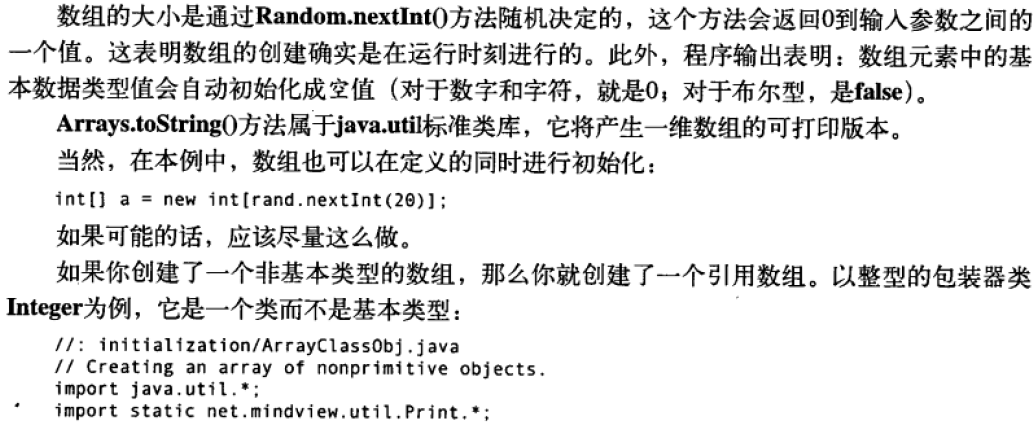 数组的大小是通过Random.nextInt()方法随机决定的，这个方法会返回0到输入参数之间的
一个值。这表明数组的创建确实是在运行时刻进行的。此外，程序输出表明：数组元素中的基
本数据类型值会自动初始化成空值（对于数字和字符，就是0；对于布尔型，是false）。
Arrays.toString()方法属于java.util标准类库，它将产生一维数组的可打印版本。
当然，在本例中，数组也可以在定义的同时进行初始化：
int[] a = new int[rand.nextInt(20)];
如果可能的话，应该尽量这么做。
如果你创建了一个非基本类型的数组，那么你就创建了一个引用数组。以整型的包装器类
Integer为例，它是一个类而不是基本类型：
//: initialization/ArrayClassObj.java
// Creating an array of nonprimitive objects.
import java.util.*;
import static net.mindview.util.Print.*;